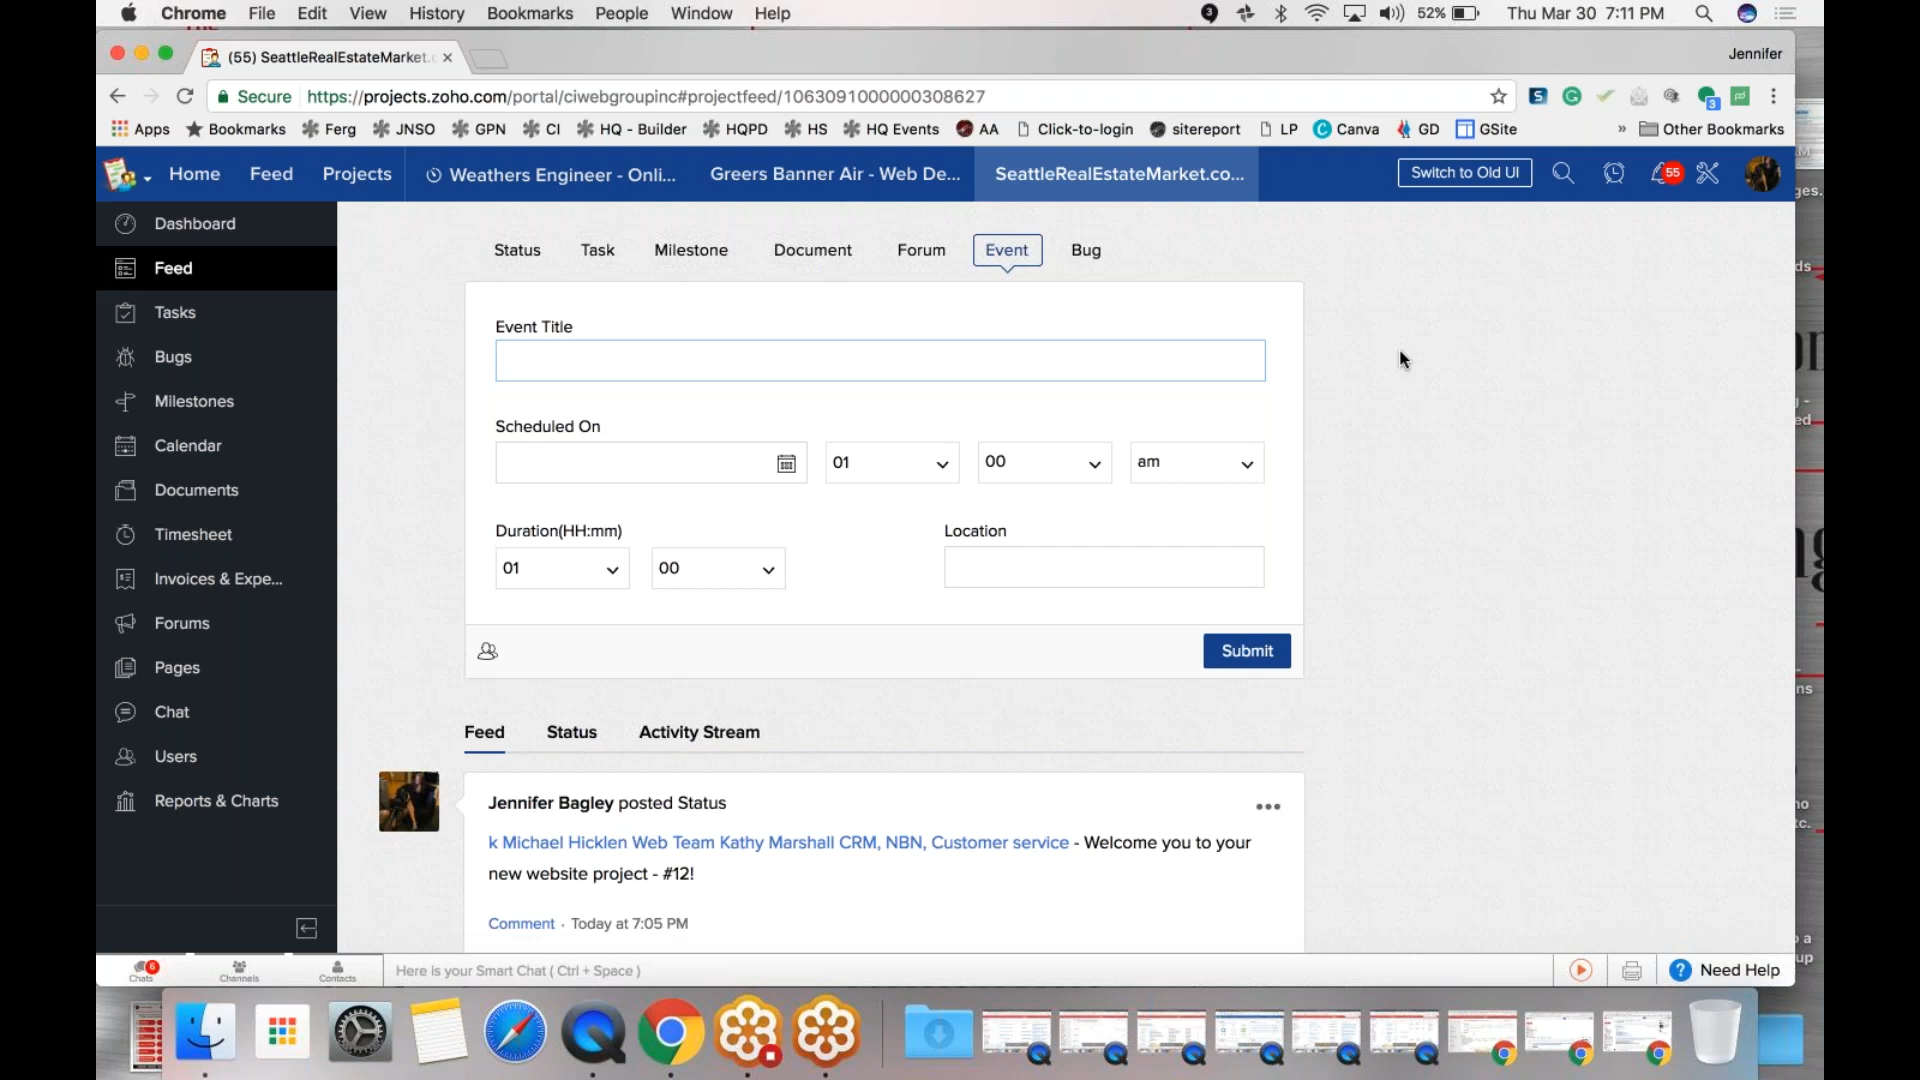 Chrome File Edit View History Bookmarks People Window Help 3 52% Thu Mar 30 7:11 PM
(55) SeattleRealEstateMarket. Jennifer
Secure https://projects.zoho.com/portal/ciwebgroupinc#projectfeed/1063091000000308627 S G 3
Apps Bookmarks Ferg JNSO GPN CI HQ - Builder HQPD HS HQ Events AA Click-to-login sitereport LP Canva GD GSite » Other Bookmarks
Home Feed Projects Weathers Engineer - Onli... Greers Banner Air - Web De... SeattleRealEstateMarket.co... Switch to Old UI 55
Dashboard
Feed
Tasks
Bugs
Milestones
Calendar
Documents
Timesheet
Invoices & Expe...
Forums
Pages
Chat
Users
Reports & Charts
Status Task Milestone Document Forum Event Bug
Event Title
Scheduled On
01 00 am
Duration(HH:mm) Location
01 00
Submit
Feed Status Activity Stream
Jennifer Bagley posted Status
k Michael Hicklen Web Team Kathy Marshall CRM, NBN, Customer service - Welcome you to your
new website project - #12!
Comment · Today at 7:05 PM
6 Chats Channels Contacts Here is your Smart Chat ( Ctrl + Space ) ? Need Help